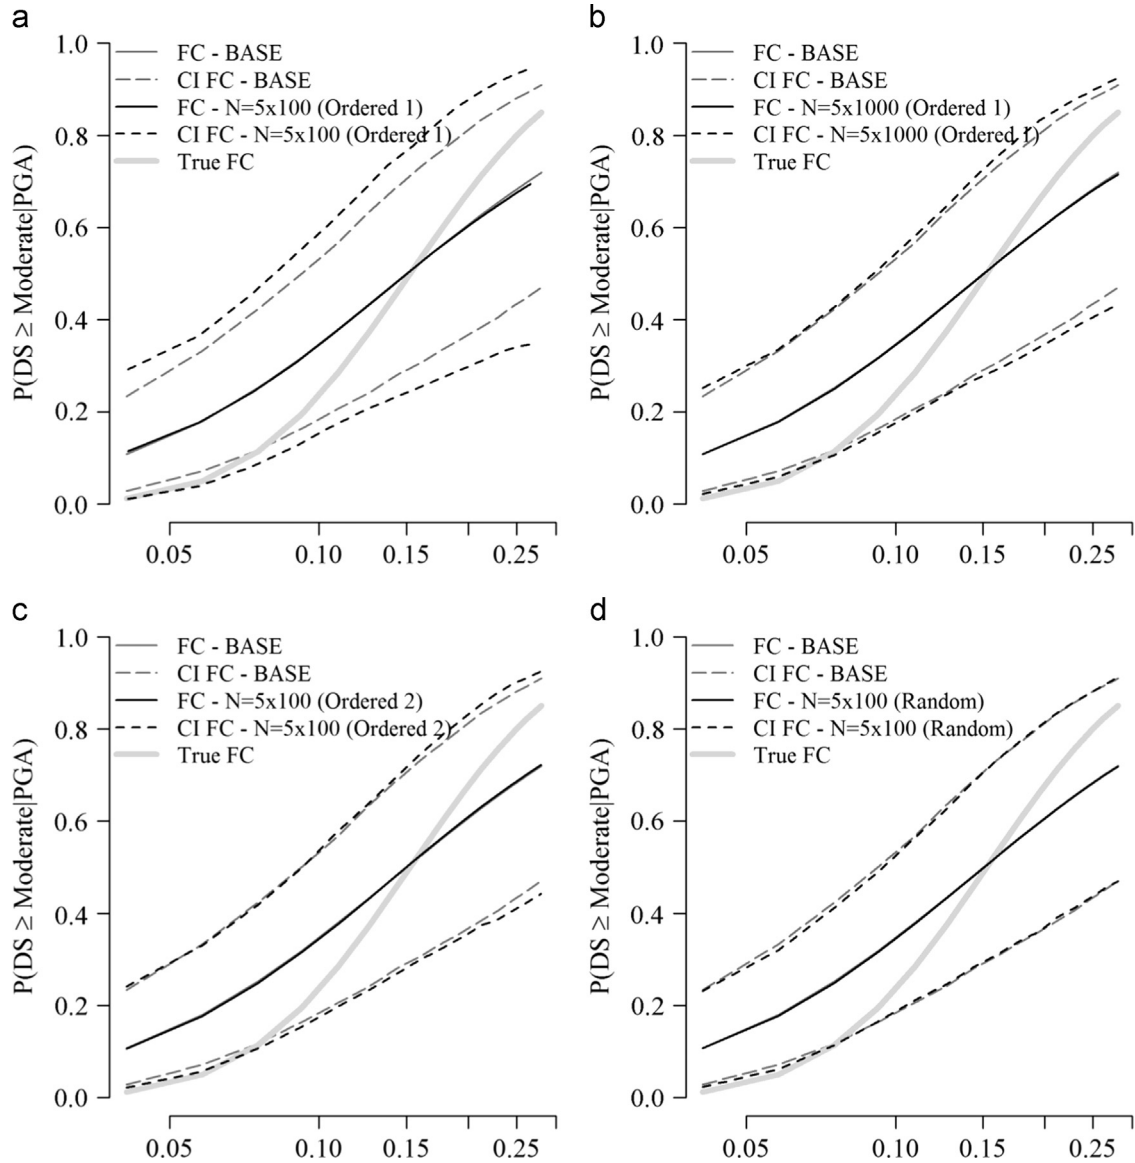 a
1.0
0.8
0.6
0.4
0.2
0.0
P(DS ≥ Moderate|PGA)
FC - BASE
CI FC - BASE
FC - N=5x100 (Ordered 1)
CI FC - N=5x100 (Ordered 1)
True FC
0.05 0.10 0.15 0.25
b
1.0
0.8
0.6
0.4
0.2
0.0
P(DS ≥ Moderate|PGA)
FC - BASE
CI FC - BASE
FC - N=5x1000 (Ordered 1)
CI FC - N=5x1000 (Ordered 1)
True FC
0.05 0.10 0.15 0.25
c
1.0
0.8
0.6
0.4
0.2
0.0
P(DS ≥ Moderate|PGA)
FC - BASE
CI FC - BASE
FC - N=5x100 (Ordered 2)
CI FC - N=5x100 (Ordered 2)
True FC
0.05 0.10 0.15 0.25
d
1.0
0.8
0.6
0.4
0.2
0.0
P(DS ≥ Moderate|PGA)
FC - BASE
CI FC - BASE
FC - N=5x100 (Random)
CI FC - N=5x100 (Random)
True FC
0.05 0.10 0.15 0.25